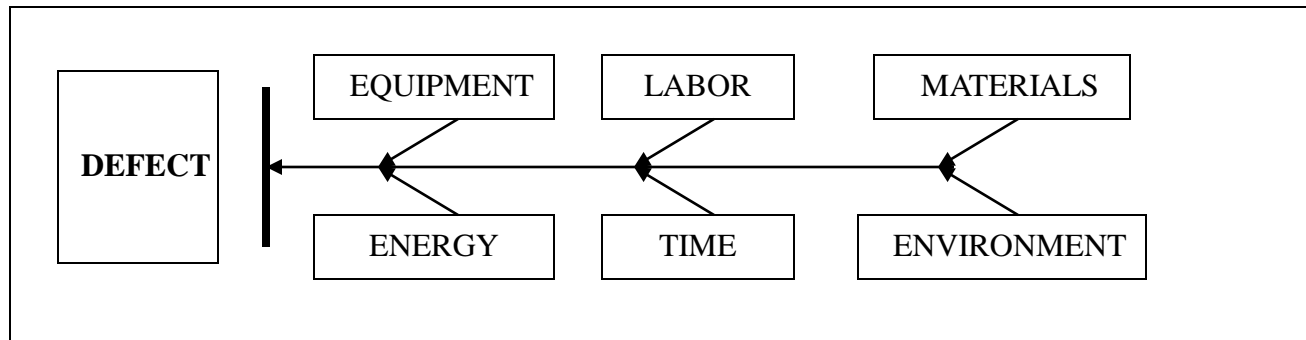 EQUIPMENT
LABOR
MATERIALS
DEFECT
ENERGY
TIME
ENVIRONMENT